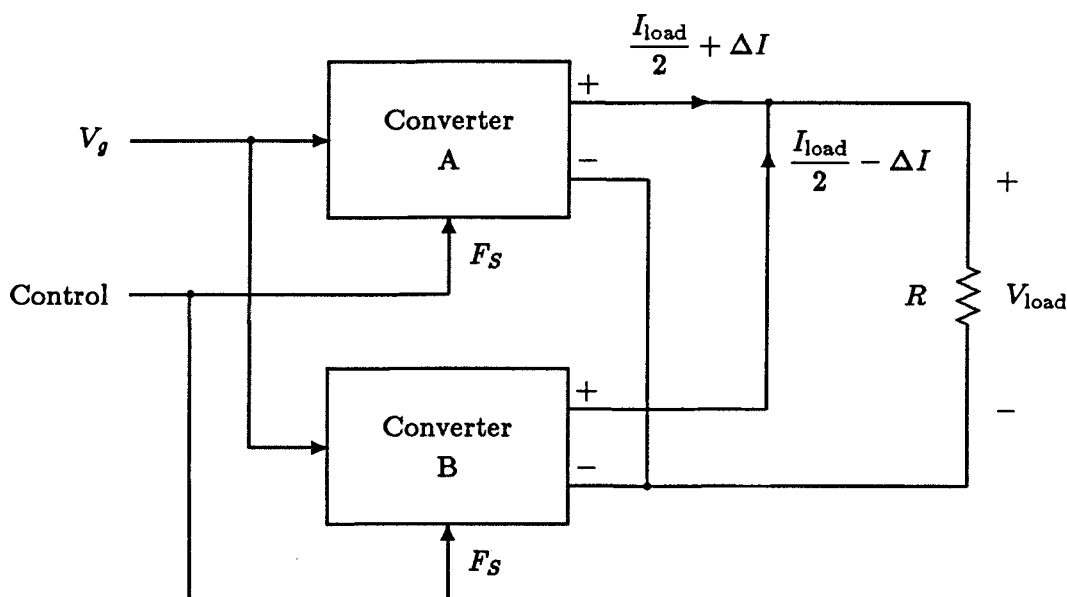 I_load/2 + ΔI
+
V_g
Converter
A
−
I_load/2 − ΔI
+
F_S
Control
R
V_load
+
Converter
B
−
−
F_S